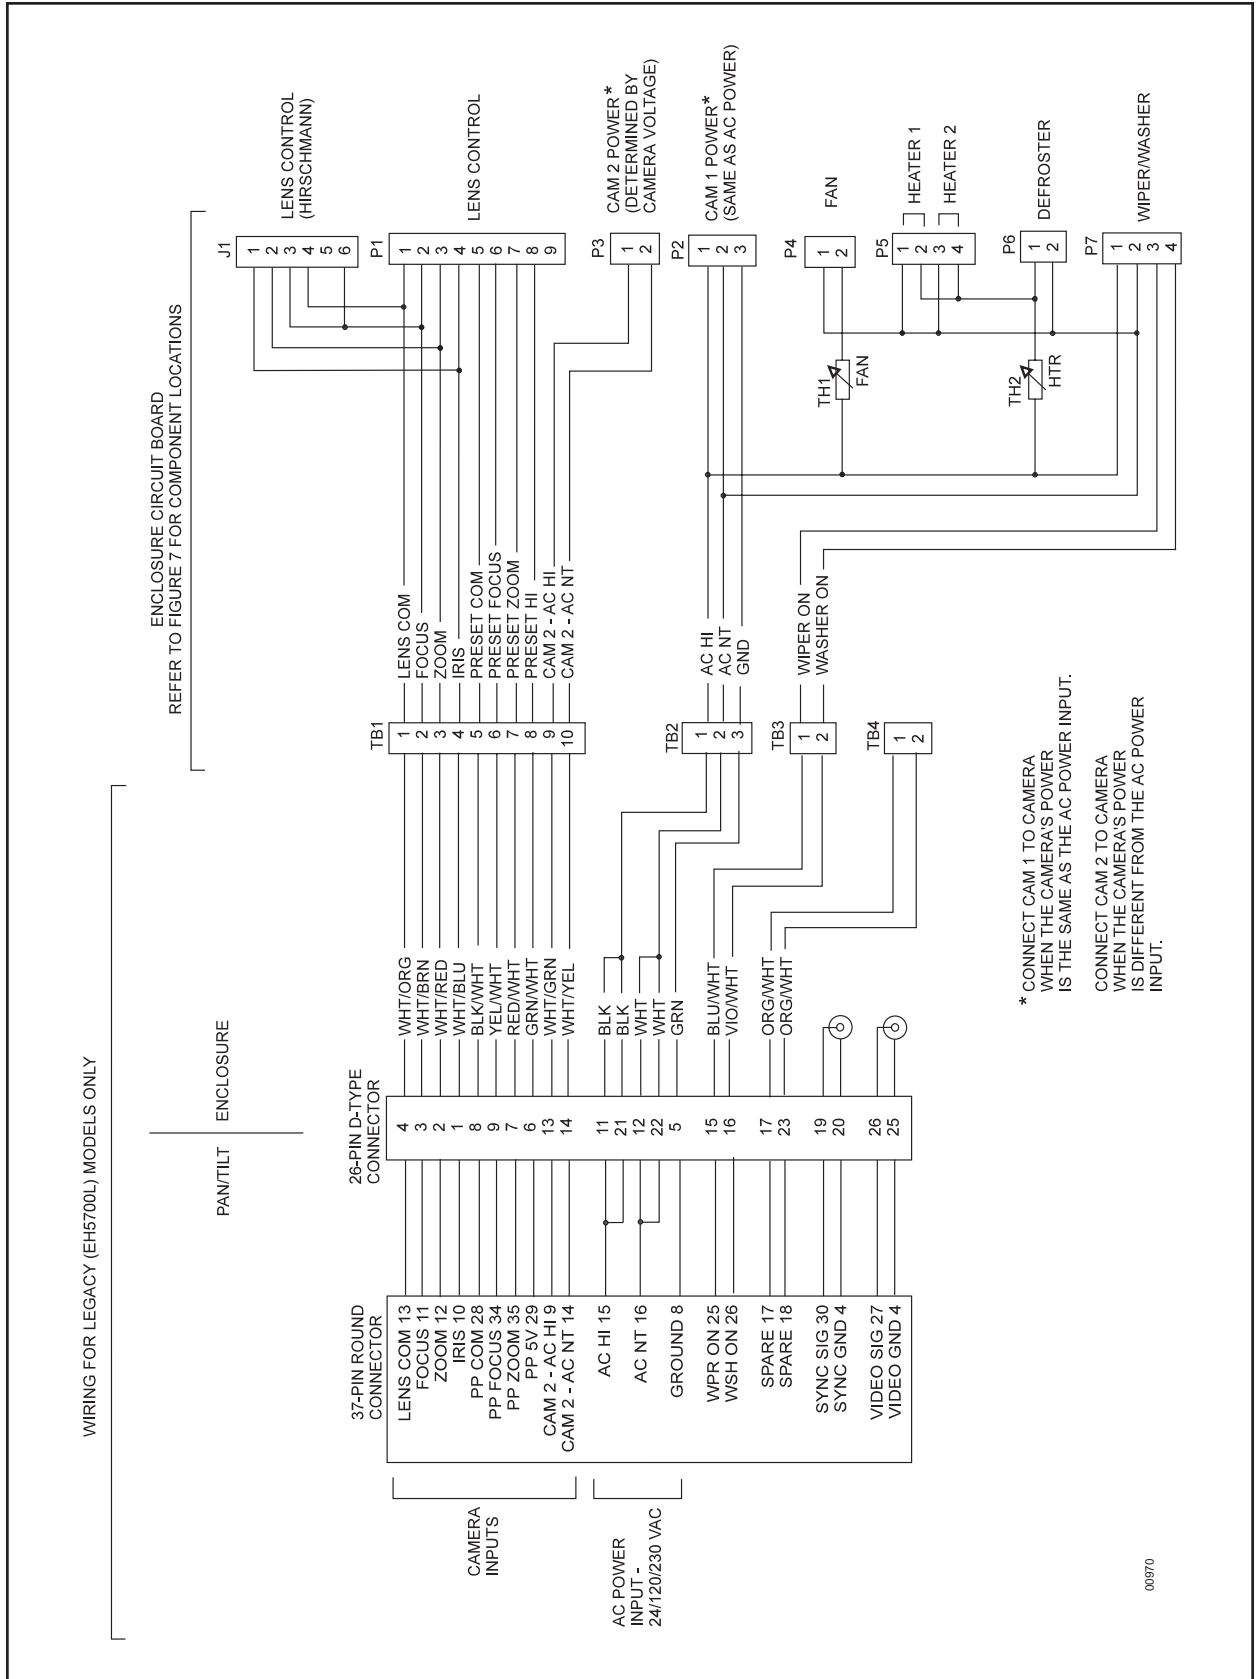 WIRING FOR LEGACY (EH5700L) MODELS ONLY
PAN/TILT
ENCLOSURE
ENCLOSURE CIRCUIT BOARD
REFER TO FIGURE 7 FOR COMPONENT LOCATIONS
CAMERA
INPUTS
AC POWER
INPUT -
24/120/230 VAC
37-PIN ROUND
CONNECTOR
LENS COM 13
FOCUS 11
ZOOM 12
IRIS 10
PP COM 28
PP FOCUS 34
PP ZOOM 35
PP 5V 29
CAM 2 - AC HI 9
CAM 2 - AC NT 14
AC HI 15
AC NT 16
GROUND 8
WPR ON 25
WSH ON 26
SPARE 17
SPARE 18
SYNC SIG 30
SYNC GND 4
VIDEO SIG 27
VIDEO GND 4
26-PIN D-TYPE
CONNECTOR
4
3
2
1
8
9
7
6
13
14
11
21
12
22
5
15
16
17
23
19
20
26
25
WHT/ORG
WHT/BRN
WHT/RED
WHT/BLU
BLK/WHT
YEL/WHT
RED/WHT
GRN/WHT
WHT/GRN
WHT/YEL
BLK
BLK
WHT
WHT
GRN
BLU/WHT
VIO/WHT
ORG/WHT
ORG/WHT
TB1
1
2
3
4
5
6
7
8
9
10
TB2
1
2
3
TB3
1
2
TB4
1
2
LENS COM
FOCUS
ZOOM
IRIS
PRESET COM
PRESET FOCUS
PRESET ZOOM
PRESET HI
CAM 2 - AC HI
CAM 2 - AC NT
AC HI
AC NT
GND
WIPER ON
WASHER ON
TH1
FAN
TH2
HTR
J1
1
2
3
4
5
6
LENS CONTROL
(HIRSCHMANN)
P1
1
2
3
4
5
6
7
8
9
LENS CONTROL
P3
1
2
CAM 2 POWER*
(DETERMINED BY
CAMERA VOLTAGE)
P2
1
2
3
CAM 1 POWER*
(SAME AS AC POWER)
P4
1
2
FAN
P5
1
2
3
4
HEATER 1
HEATER 2
P6
1
2
DEFROSTER
P7
1
2
3
4
WIPER/WASHER
* CONNECT CAM 1 TO CAMERA
WHEN THE CAMERA'S POWER
IS THE SAME AS THE AC POWER INPUT.
CONNECT CAM 2 TO CAMERA
WHEN THE CAMERA'S POWER
IS DIFFERENT FROM THE AC POWER
INPUT.
00970